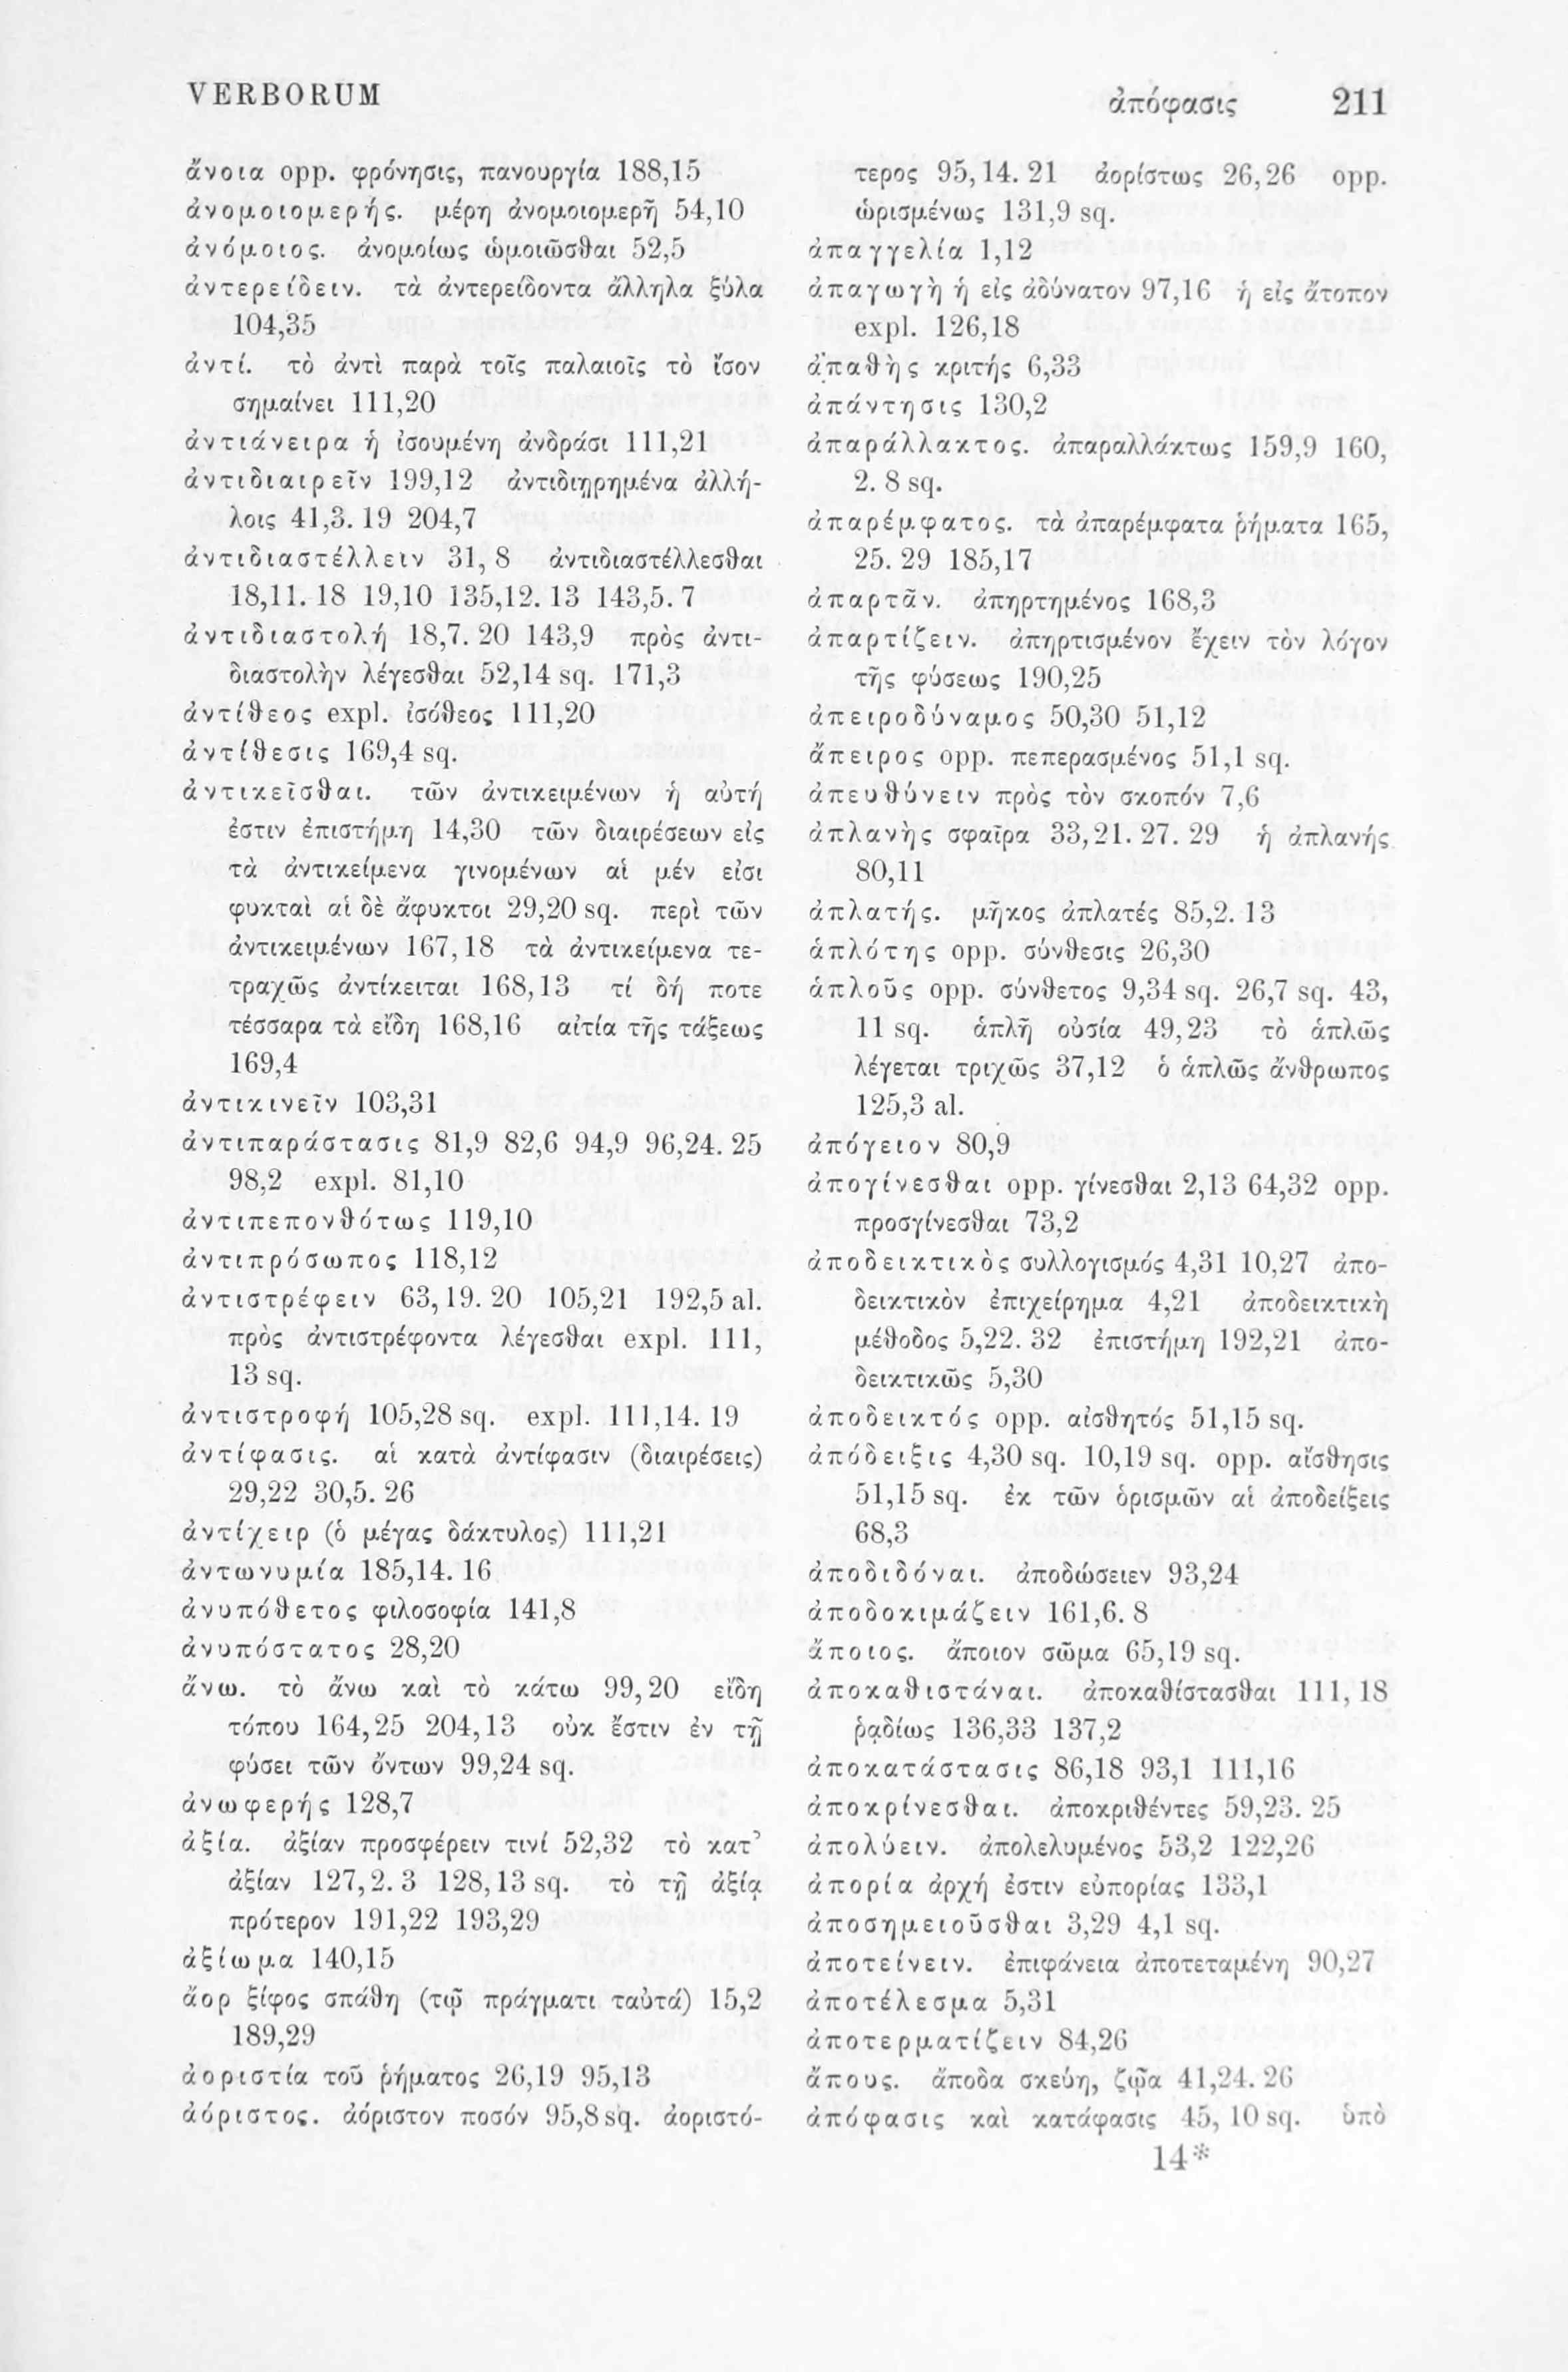 VERBORUM
ἀπόφασις 211
ἄνοια opp. φρόνησις, πανουργία 188,15
ἀνομοιομερής. μέρη ἀνομοιομερῆ 54,10
ἀνόμοιος. ἀνομοίως ὡμοιῶσθαι 52,5
ἀντερείδειν. τὰ ἀντερείδοντα ἄλληλα ξύλα
104,35
ἀντί. τὸ ἀντὶ παρὰ τοῖς παλαιοῖς τὸ ἴσον
σημαίνει 111,20
ἀντιάνειρα ἡ ἰσουμένη ἀνδράσι 111,21
ἀντιδιαιρεῖν 199,12 ἀντιδιῃρημένα ἀλλή-
λοις 41,3. 19 204,7
ἀντιδιαστέλλειν 31, 8 ἀντιδιαστέλλεσθαι
18,11. 18 19,10 135,12. 13 143,5. 7
ἀντιδιαστολή 18,7. 20 143,9 πρὸς ἀντι-
διαστολὴν λέγεσθαι 52,14 sq. 171,3
ἀντίθεος expl. ἰσόθεος 111,20
ἀντίθεσις 169,4 sq.
ἀντικεῖσθαι. τῶν ἀντικειμένων ἡ αὐτή
ἐστιν ἐπιστήμη 14,30 τῶν διαιρέσεων εἰς
τὰ ἀντικείμενα γινομένων αἱ μέν εἰσι
φυκταὶ αἱ δὲ ἄφυκτοι 29,20 sq. περὶ τῶν
ἀντικειμένων 167,18 τὰ ἀντικείμενα τε-
τραχῶς ἀντίκειται 168,13 τί δή ποτε
τέσσαρα τὰ εἴδη 168,16 αἰτία τῆς τάξεως
169,4
ἀντικινεῖν 103,31
ἀντιπαράστασις 81,9 82,6 94,9 96,24. 25
98,2 expl. 81,10
ἀντιπεπονθότως 119,10
ἀντιπρόσωπος 118,12
ἀντιστρέφειν 63,19. 20 105,21 192,5 al.
πρὸς ἀντιστρέφοντα λέγεσθαι expl. 111,
13 sq.
ἀντιστροφή 105,28 sq. expl. 111,14. 19
ἀντίφασις. αἱ κατὰ ἀντίφασιν (διαιρέσεις)
29,22 30,5. 26
ἀντίχειρ (ὁ μέγας δάκτυλος) 111,21
ἀντωνυμία 185,14. 16
ἀνυπόθετος φιλοσοφία 141,8
ἀνυπόστατος 28,20
ἄνω. τὸ ἄνω καὶ τὸ κάτω 99,20 εἴδη
τόπου 164,25 204,13 οὐκ ἔστιν ἐν τῇ
φύσει τῶν ὄντων 99,24 sq.
ἀνωφερής 128,7
ἀξία. ἀξίαν προσφέρειν τινί 52,32 τὸ κατ᾽
ἀξίαν 127,2. 3 128,13 sq. τὸ τῇ ἀξίᾳ
πρότερον 191,22 193,29
ἀξίωμα 140,15
ἄορ ξίφος σπάθη (τῷ πράγματι ταὐτά) 15,2
189,29
ἀοριστία τοῦ ῥήματος 26,19 95,13
ἀόριστος. ἀόριστον ποσόν 95,8 sq. ἀοριστό-
τερος 95,14. 21 ἀορίστως 26,26 opp.
ὡρισμένως 131,9 sq.
ἀπαγγελία 1,12
ἀπαγωγὴ ἡ εἰς ἀδύνατον 97,16 ἡ εἰς ἄτοπον
expl. 126,18
ἀπαθὴς κριτής 6,33
ἀπάντησις 130,2
ἀπαράλλακτος. ἀπαραλλάκτως 159,9 160,
2. 8 sq.
ἀπαρέμφατος. τὰ ἀπαρέμφατα ῥήματα 165,
25. 29 185,17
ἀπαρτᾶν. ἀπηρτημένος 168,3
ἀπαρτίζειν. ἀπηρτισμένον ἔχειν τὸν λόγον
τῆς φύσεως 190,25
ἀπειροδύναμος 50,30 51,12
ἄπειρος opp. πεπερασμένος 51,1 sq.
ἀπευθύνειν πρὸς τὸν σκοπόν 7,6
ἀπλανὴς σφαῖρα 33,21. 27. 29 ἡ ἀπλανής
80,11
ἀπλατής. μῆκος ἀπλατές 85,2. 13
ἁπλότης opp. σύνθεσις 26,30
ἁπλοῦς opp. σύνθετος 9,34 sq. 26,7 sq. 43,
11 sq. ἁπλῆ οὐσία 49,23 τὸ ἁπλῶς
λέγεται τριχῶς 37,12 ὁ ἁπλῶς ἄνθρωπος
125,3 al.
ἀπόγειον 80,9
ἀπογίνεσθαι opp. γίνεσθαι 2,13 64,32 opp.
προσγίνεσθαι 73,2
ἀποδεικτικὸς συλλογισμός 4,31 10,27 ἀπο-
δεικτικὸν ἐπιχείρημα 4,21 ἀποδεικτικὴ
μέθοδος 5,22. 32 ἐπιστήμη 192,21 ἀπο-
δεικτικῶς 5,30
ἀποδεικτός opp. αἰσθητός 51,15 sq.
ἀπόδειξις 4,30 sq. 10,19 sq. opp. αἴσθησις
51,15 sq. ἐκ τῶν ὁρισμῶν αἱ ἀποδείξεις
68,3
ἀποδιδόναι. ἀποδώσειεν 93,24
ἀποδοκιμάζειν 161,6. 8
ἄποιος. ἄποιον σῶμα 65,19 sq.
ἀποκαθιστάναι. ἀποκαθίστασθαι 111, 18
ῥᾳδίως 136,33 137,2
ἀποκατάστασις 86,18 93,1 111,16
ἀποκρίνεσθαι. ἀποκριθέντες 59,23. 25
ἀπολύειν. ἀπολελυμένος 53,2 122,26
ἀπορία ἀρχή ἐστιν εὐπορίας 133,1
ἀποσημειοῦσθαι 3,29 4,1 sq.
ἀποτείνειν. ἐπιφάνεια ἀποτεταμένη 90,27
ἀποτέλεσμα 5,31
ἀποτερματίζειν 84,26
ἄπους. ἄποδα σκεύη, ζῷα 41,24. 26
ἀπόφασις καὶ κατάφασις 45, 10 sq. ὑπὸ
14*